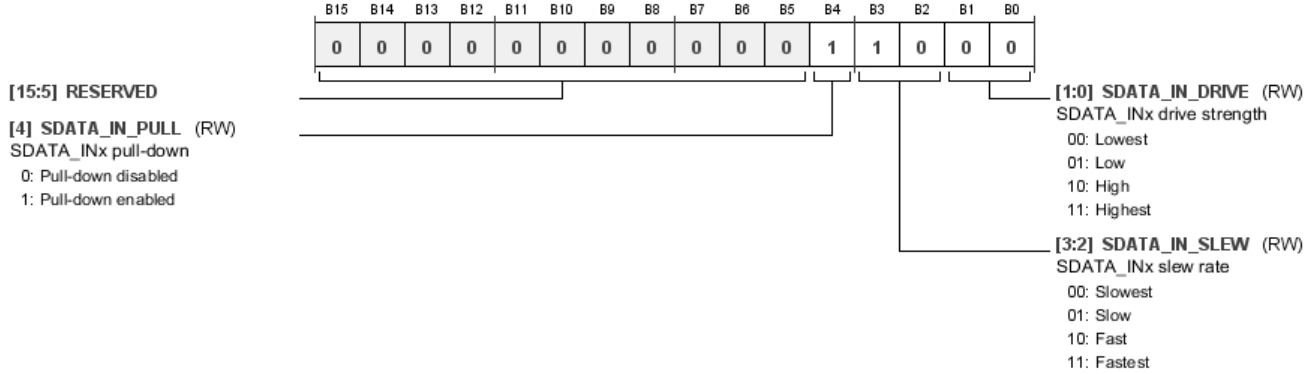 B15 B14 B13 B12 B11 B10 B9 B8 B7 B6 B5 B4 B3 B2 B1 B0
0 0 0 0 0 0 0 0 0 0 0 1 1 0 0 0
[15:5] RESERVED
[4] SDATA_IN_PULL (RW)
SDATA_INx pull-down
0: Pull-down disabled
1: Pull-down enabled
[1:0] SDATA_IN_DRIVE (RW)
SDATA_INx drive strength
00: Lowest
01: Low
10: High
11: Highest
[3:2] SDATA_IN_SLEW (RW)
SDATA_INx slew rate
00: Slowest
01: Slow
10: Fast
11: Fastest